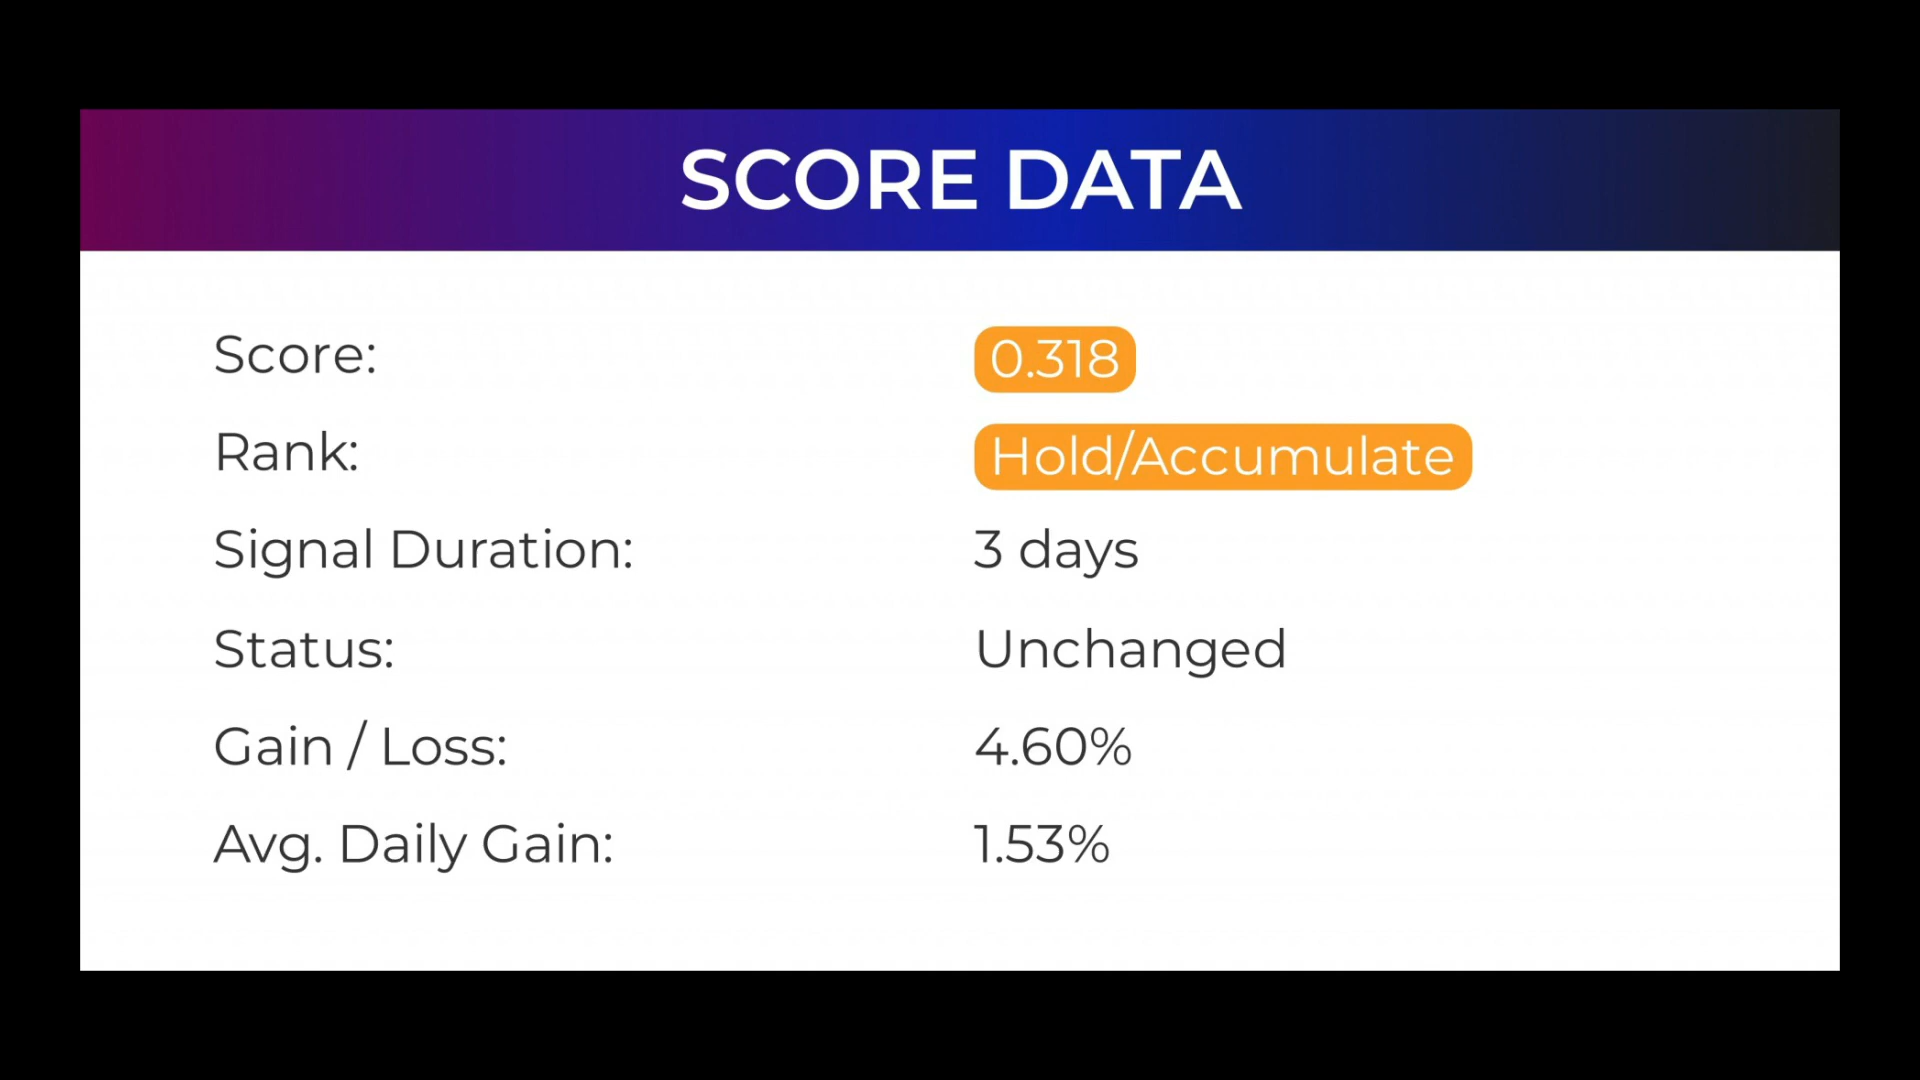 SCORE DATA
Score: 0.318
Rank: Hold/Accumulate
Signal Duration: 3 days
Status: Unchanged
Gain / Loss: 4.60%
Avg. Daily Gain: 1.53%